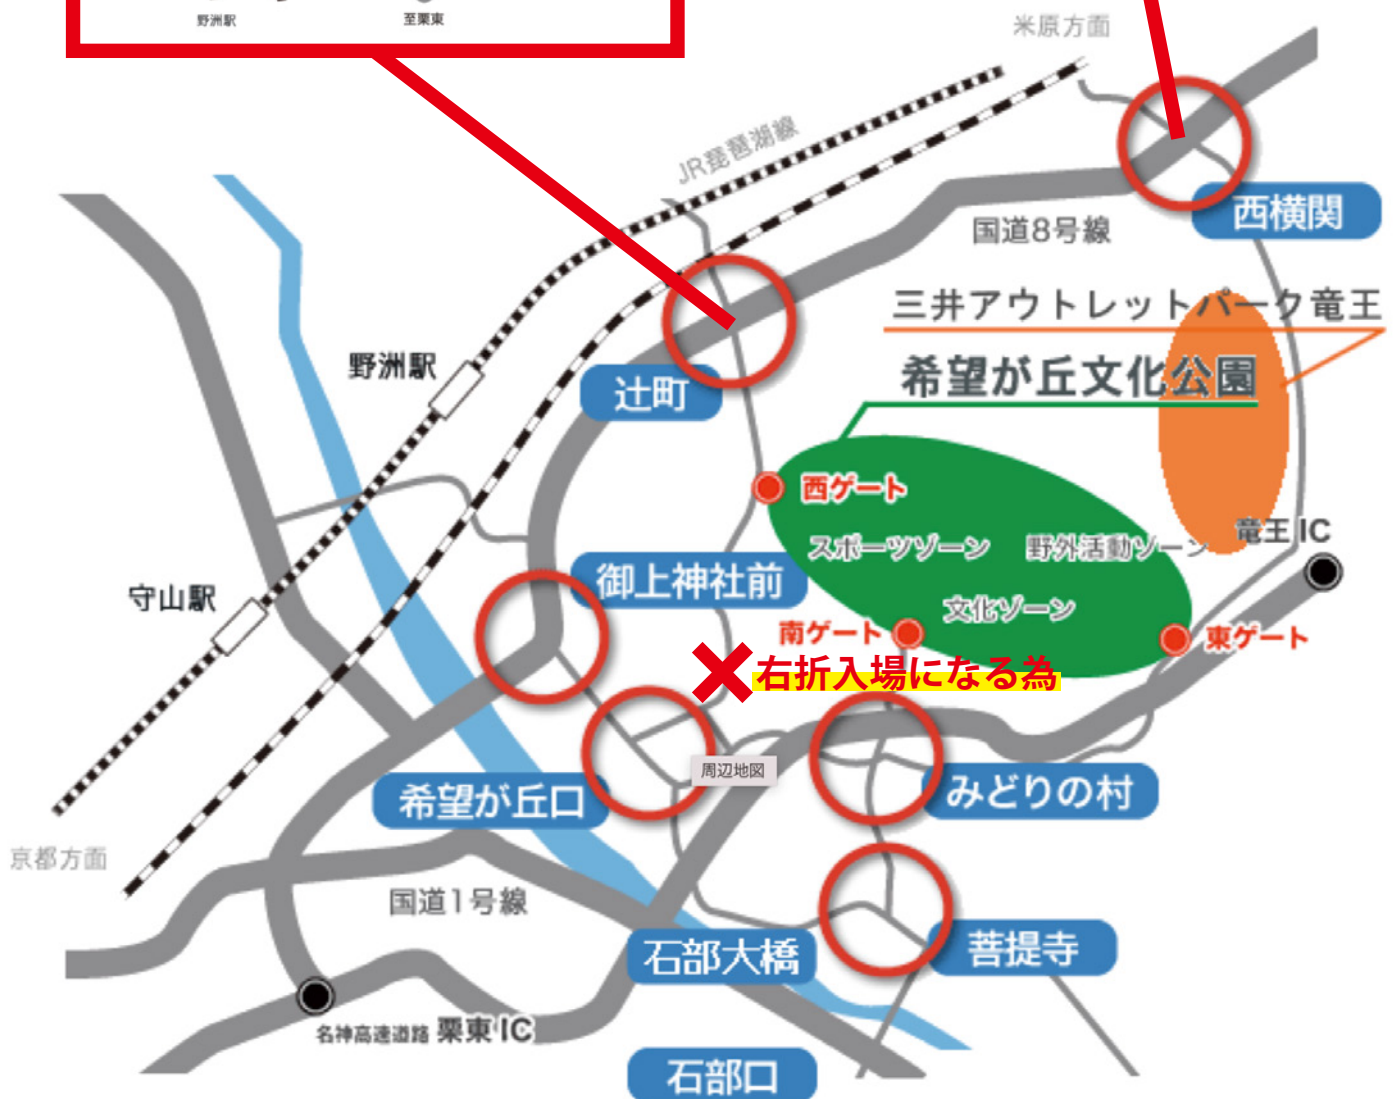 野洲駅
至栗東
米原方面
JR琵琶湖線
西横関
国道8号線
三井アウトレットパーク竜王
野洲駅
希望が丘文化公園
辻町
西ゲート
竜王 IC
スポーツゾーン
野外活動ゾーン
御上神社前
守山駅
文化ゾーン
南ゲート
東ゲート
右折入場になる為
周辺地図
希望が丘口
みどりの村
京都方面
国道1号線
石部大橋
菩提寺
名神高速道路 栗東 IC
石部口